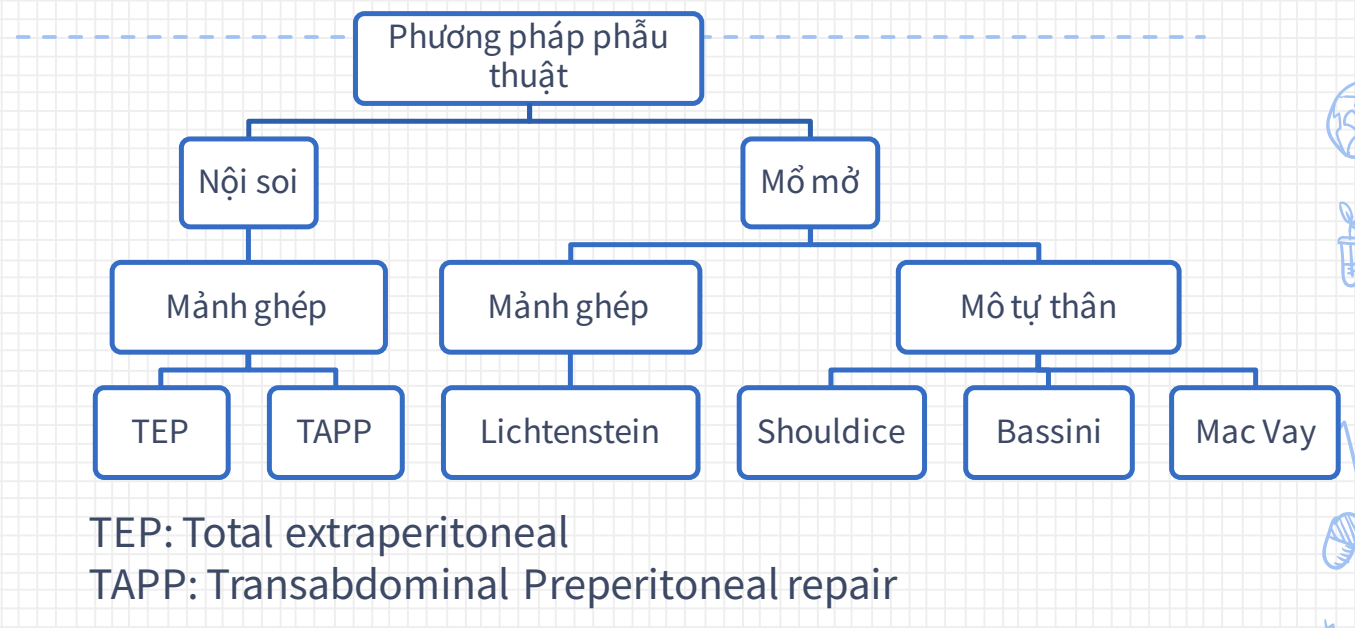 Phương pháp phẫu
thuật
Nội soi
Mổ mở
Mảnh ghép
Mảnh ghép
Mô tự thân
TEP
TAPP
Lichtenstein
Shouldice
Bassini
Mac Vay
TEP: Total extraperitoneal
TAPP: Transabdominal Preperitoneal repair